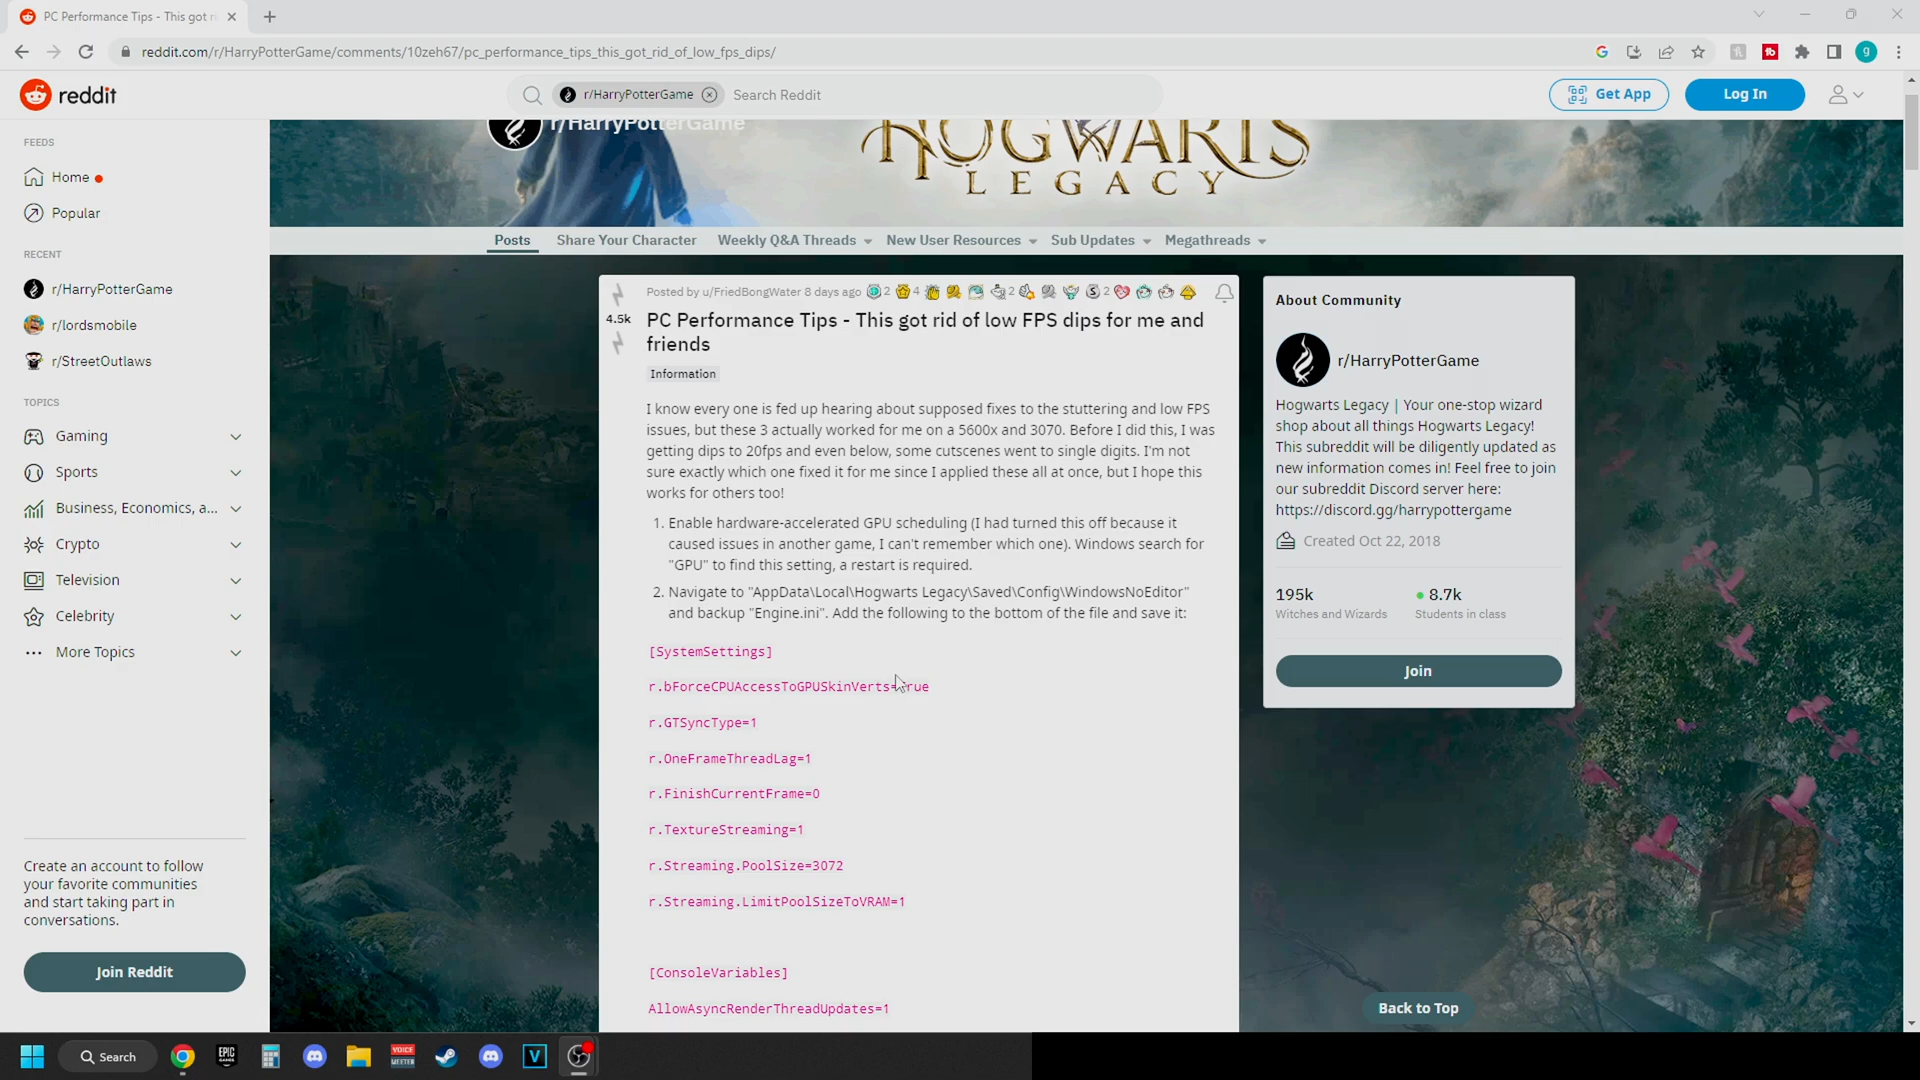 PC Performance Tips - This got ri
reddit.com/r/HarryPotterGame/comments/10zeh67/pc_performance_tips_this_got_rid_of_low_fps_dips/
g
reddit
r/HarryPotterGame
Search Reddit
Get App
Log In
FEEDS
Home
Popular
RECENT
r/HarryPotterGame
r/lordsmobile
r/StreetOutlaws
TOPICS
Gaming
Sports
Business, Economics, a...
Crypto
Television
Celebrity
More Topics
Create an account to follow
your favorite communities
and start taking part in
conversations.
Join Reddit
r/HarryPotterGame
HOGWARTS
LEGACY
Posts
Share Your Character
Weekly Q&A Threads
New User Resources
Sub Updates
Megathreads
Posted by u/FriedBongWater 8 days ago 2 4 2 2
4.5k
PC Performance Tips - This got rid of low FPS dips for me and
friends
Information
I know every one is fed up hearing about supposed fixes to the stuttering and low FPS
issues, but these 3 actually worked for me on a 5600x and 3070. Before I did this, I was
getting dips to 20fps and even below, some cutscenes went to single digits. I'm not
sure exactly which one fixed it for me since I applied these all at once, but I hope this
works for others too!
1. Enable hardware-accelerated GPU scheduling (I had turned this off because it
caused issues in another game, I can't remember which one). Windows search for
"GPU" to find this setting, a restart is required.
2. Navigate to "AppData\Local\Hogwarts Legacy\Saved\Config\WindowsNoEditor"
and backup "Engine.ini". Add the following to the bottom of the file and save it:
[SystemSettings]
r.bForceCPUAccessToGPUSkinVerts=True
r.GTSyncType=1
r.OneFrameThreadLag=1
r.FinishCurrentFrame=0
r.TextureStreaming=1
r.Streaming.PoolSize=3072
r.Streaming.LimitPoolSizeToVRAM=1
[ConsoleVariables]
AllowAsyncRenderThreadUpdates=1
About Community
r/HarryPotterGame
Hogwarts Legacy | Your one-stop wizard
shop about all things Hogwarts Legacy!
This subreddit will be diligently updated as
new information comes in! Feel free to join
our subreddit Discord server here:
https://discord.gg/harrypottergame
Created Oct 22, 2018
195k
8.7k
Witches and Wizards
Students in class
Join
Back to Top
Search
EPIC
GAMES
VOICE
MEETER
V